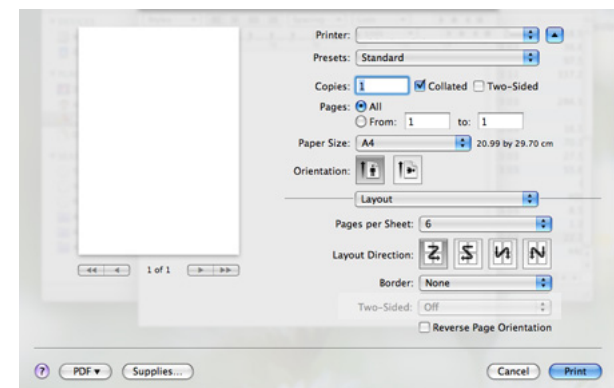 Printer:
Presets: Standard
Copies: 1 Collated Two-Sided
Pages: All
From: 1 to: 1
Paper Size: A4 20.99 by 29.70 cm
Orientation:
Layout
Pages per Sheet: 6
Layout Direction:
1 of 1
Border: None
Two-Sided: Off
Reverse Page Orientation
? PDF▾ Supplies... Cancel Print